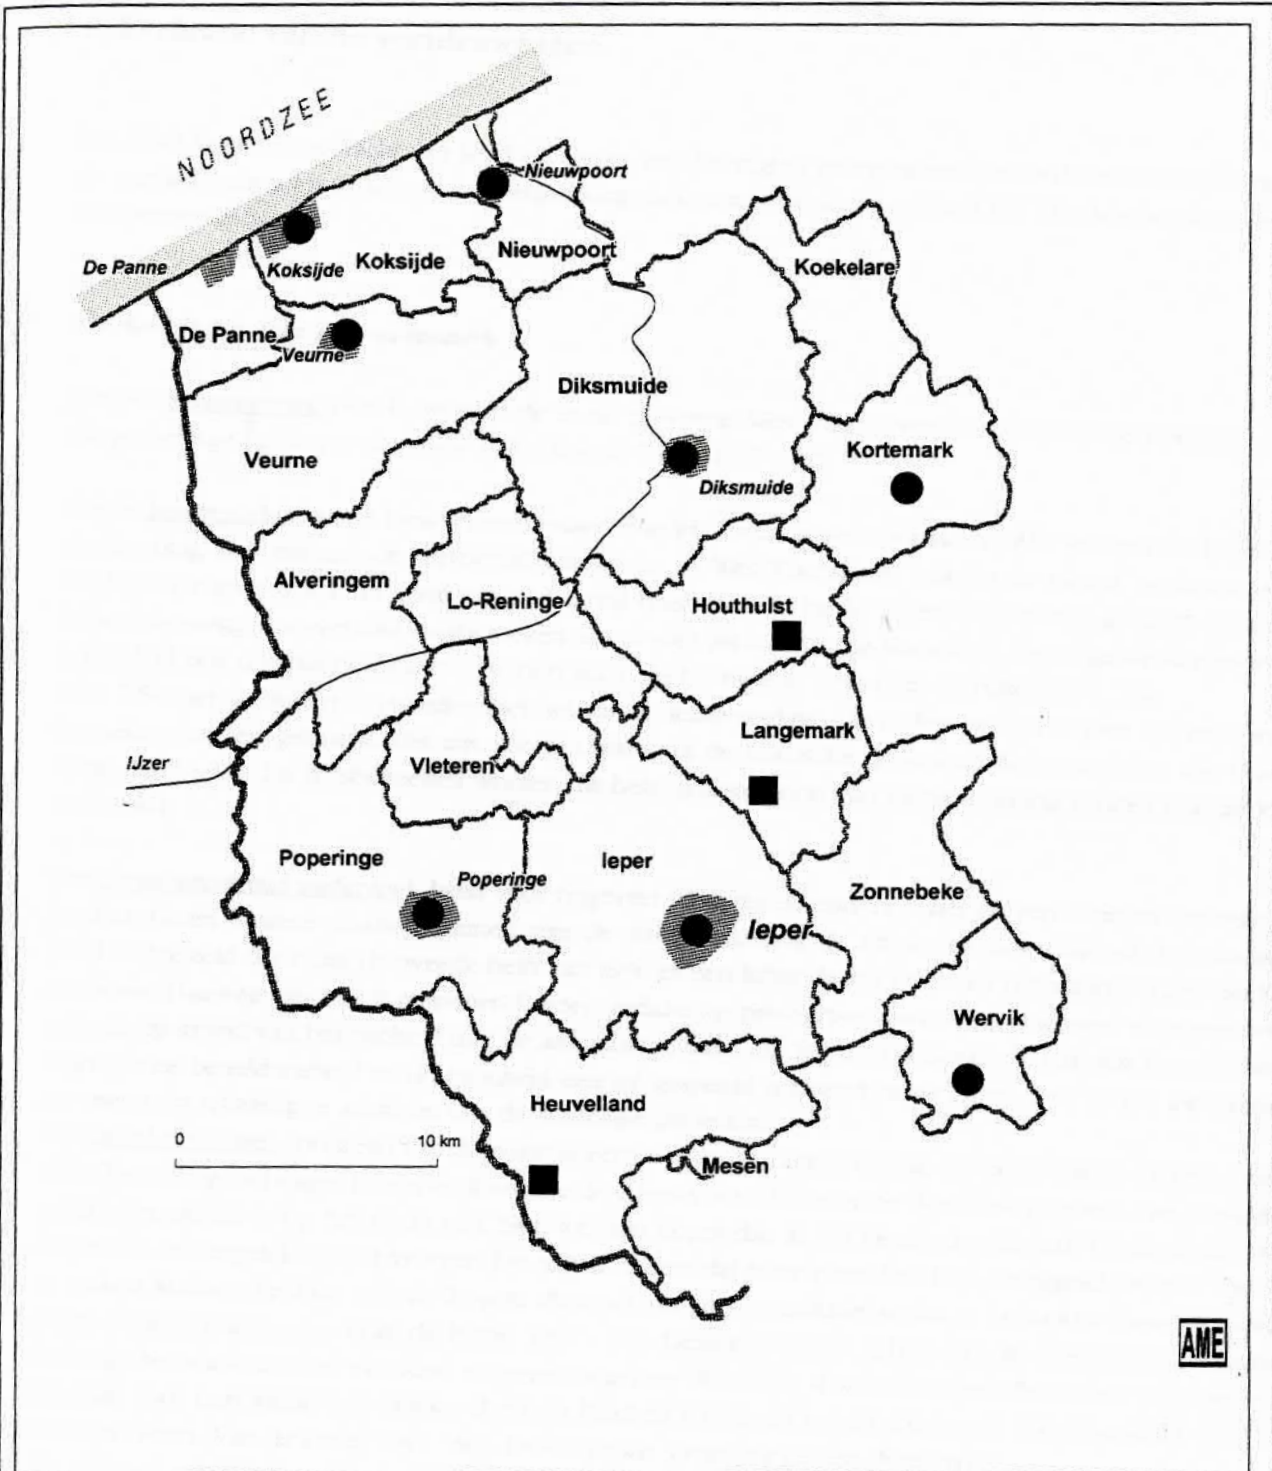 NOORDZEE
Nieuwpoort
Nieuwpoort
Koekelare
De Panne
Koksijde
Koksijde
De Panne
Veurne
Diksmuide
Veurne
Kortemark
Diksmuide
Alveringem
Lo-Reninge
Houthulst
Langemark
IJzer
Vleteren
Poperinge
Poperinge
Ieper
Zonnebeke
Ieper
Wervik
Heuvelland
0 10 km
Mesen
AME